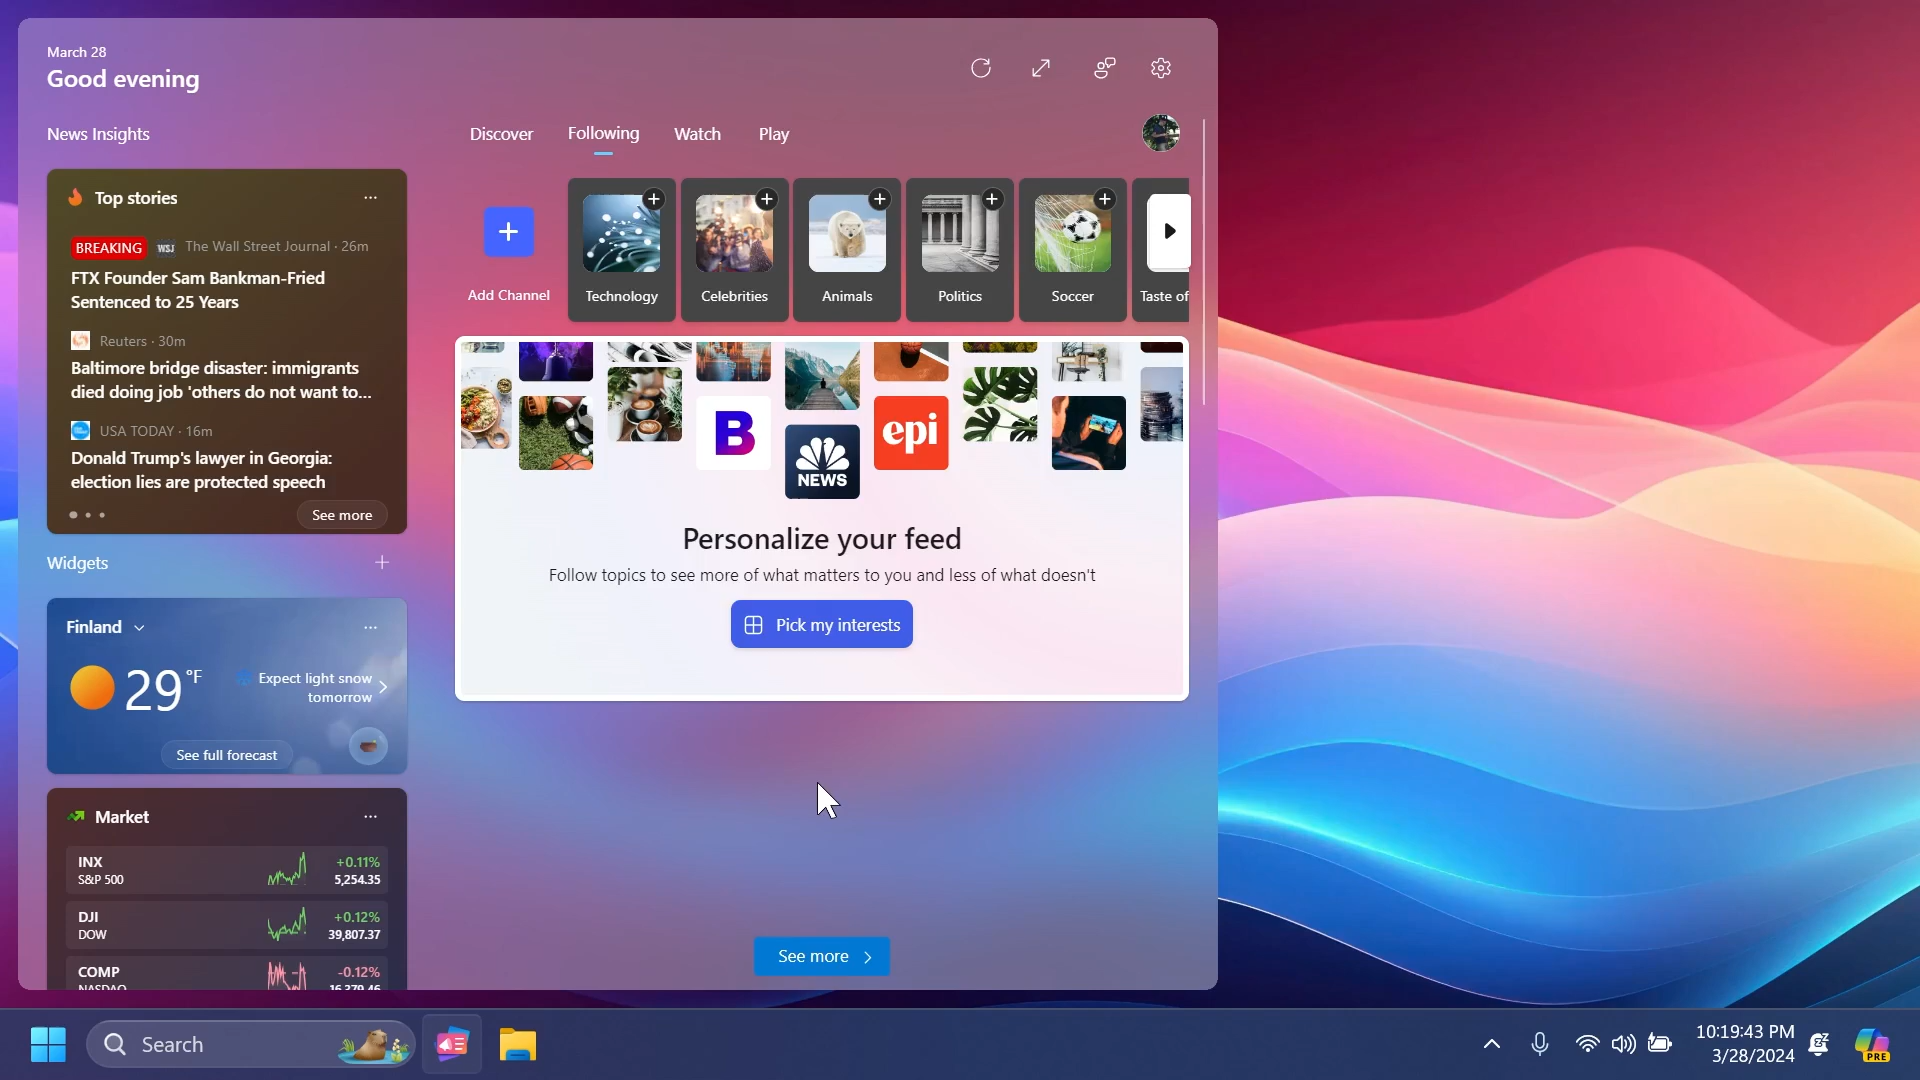 March 28
Good evening
News Insights
Discover
Following
Watch
Play
Top stories
BREAKING WSJ The Wall Street Journal · 26m
FTX Founder Sam Bankman-Fried
Sentenced to 25 Years
Reuters · 30m
Baltimore bridge disaster: immigrants
died doing job 'others do not want to...
USA TODAY · 16m
Donald Trump's lawyer in Georgia:
election lies are protected speech
See more
Add Channel
Technology
Celebrities
Animals
Politics
Soccer
Taste of
B
NEWS
epi
Personalize your feed
Follow topics to see more of what matters to you and less of what doesn't
Pick my interests
Widgets
Finland
29 °F
Expect light snow
tomorrow
See full forecast
Market
INX +0.11%
S&P 500 5,254.35
DJI +0.12%
DOW 39,807.37
COMP -0.12%
NASDAQ 16,379.46
See more
Search
10:19:43 PM
3/28/2024
PRE